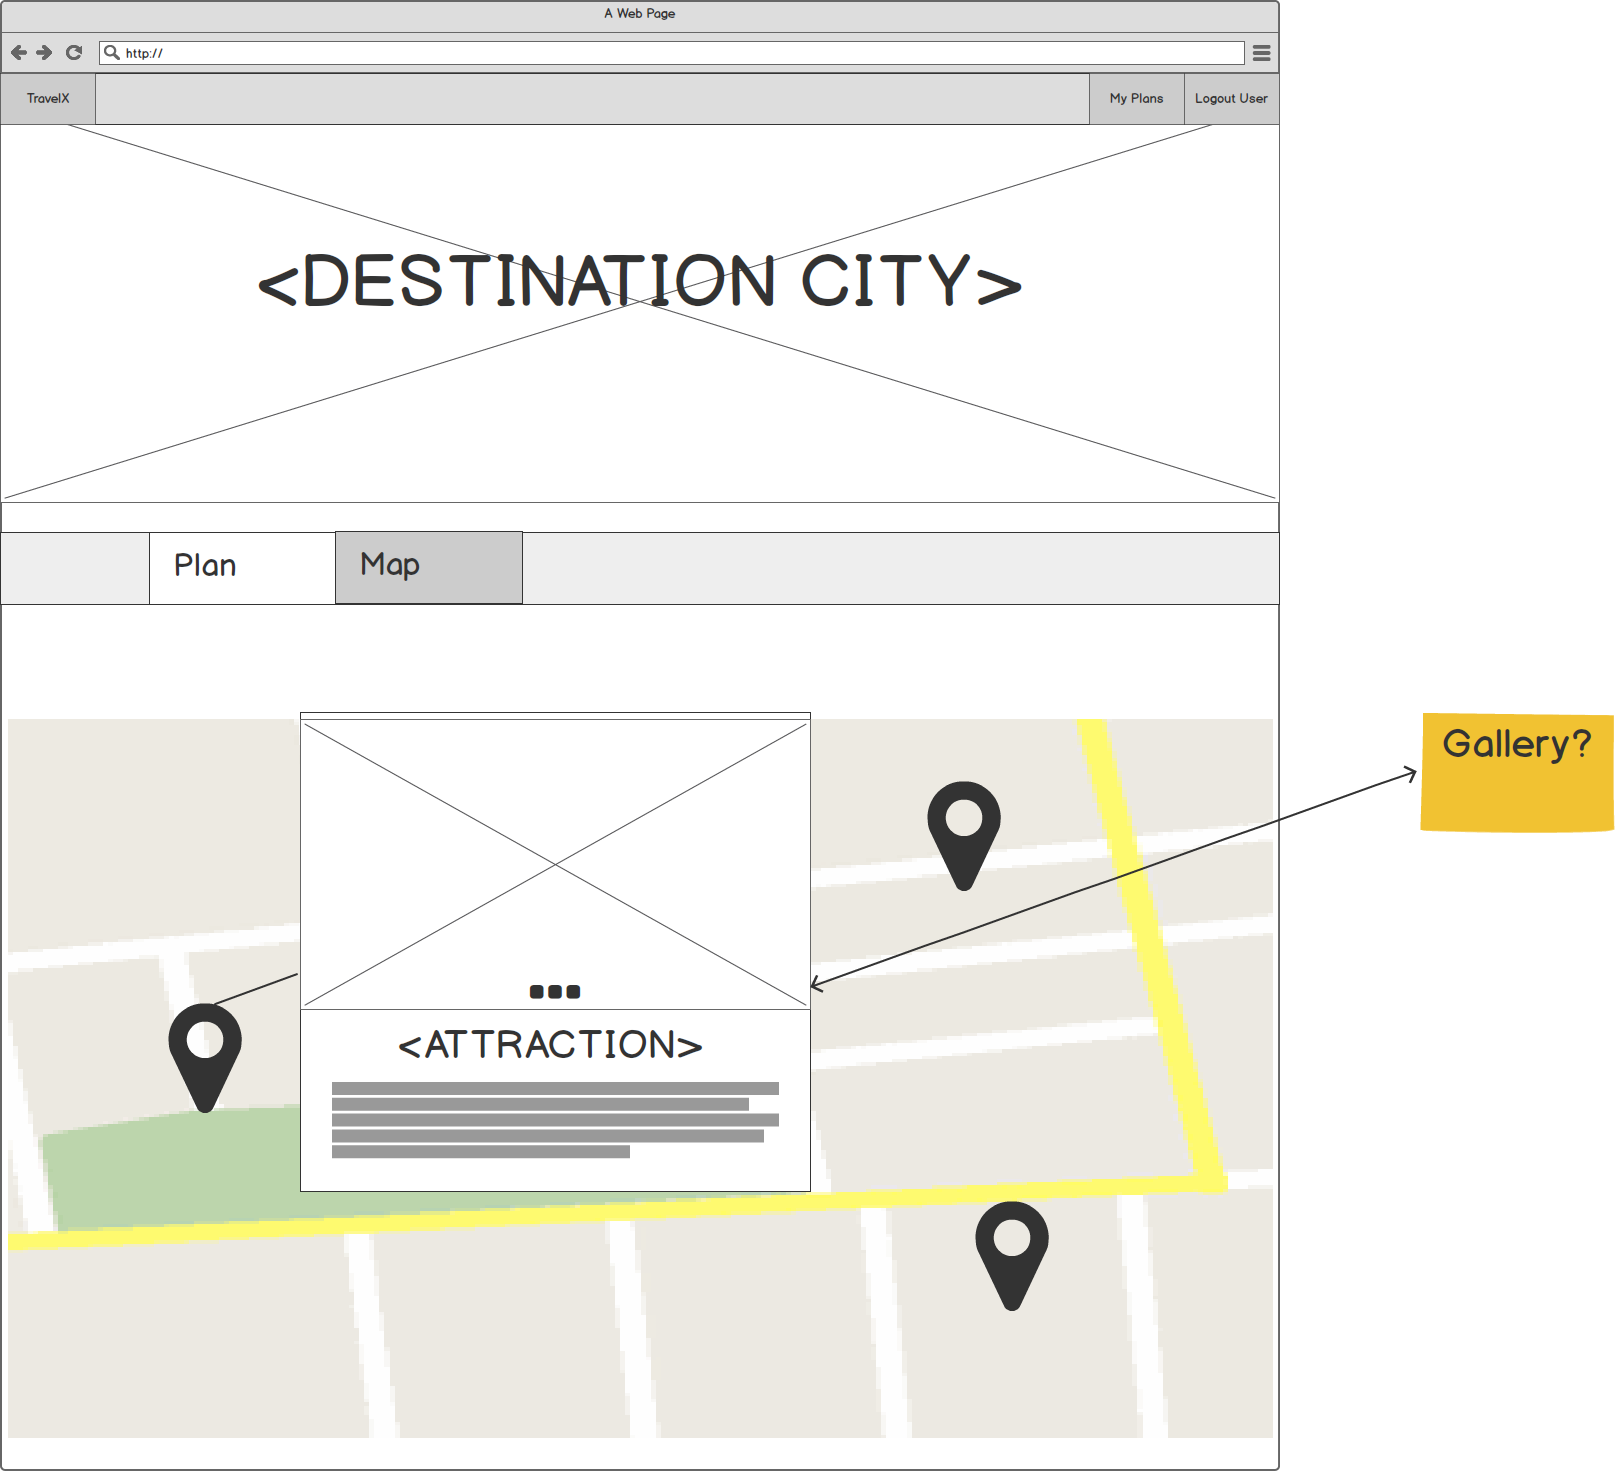 A Web Page
http://
TravelX
My Plans
Logout User
<DESTINATION CITY>
Plan
Map
Gallery?
<ATTRACTION>